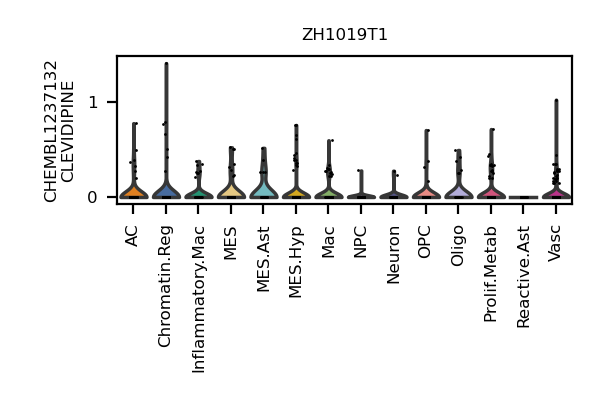 ZH1019T1
CHEMBL1237132
CLEVIDIPINE
1
0
AC
Chromatin.Reg
Inflammatory.Mac
MES
MES.Ast
MES.Hyp
Mac
NPC
Neuron
OPC
Oligo
Prolif.Metab
Reactive.Ast
Vasc